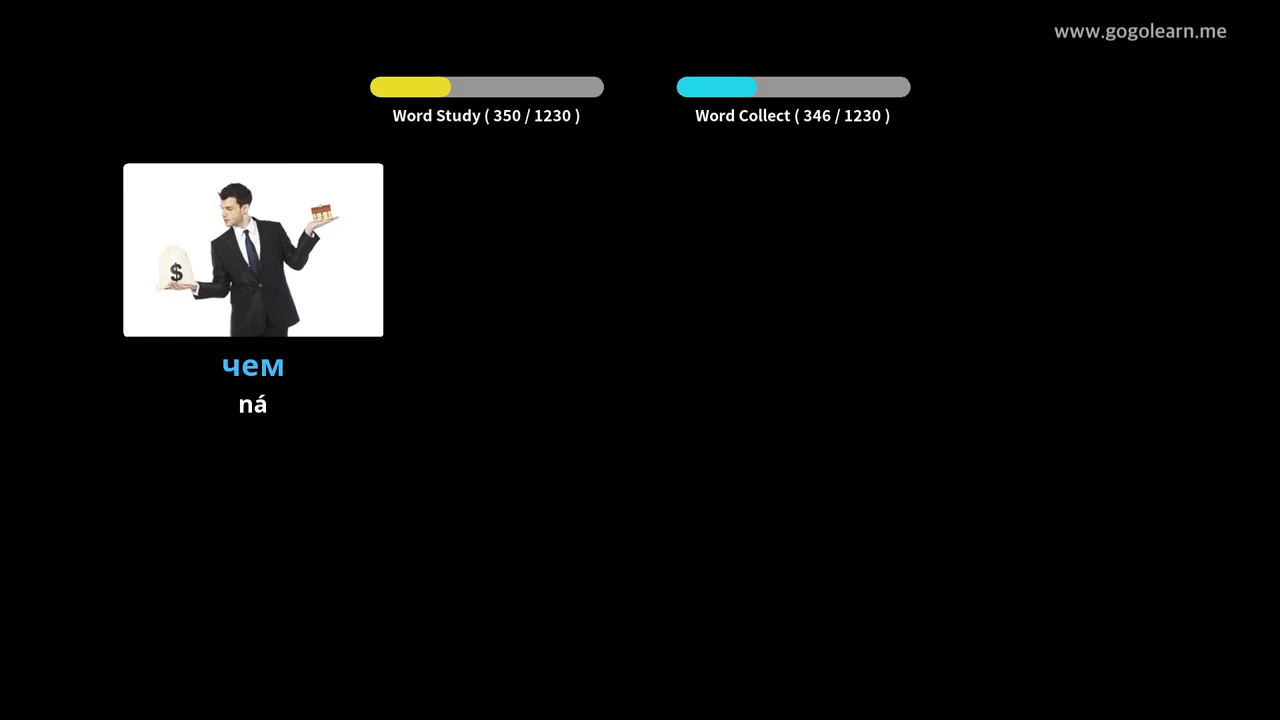 www.gogolearn.me
Word Study ( 350 / 1230 )
Word Collect ( 346 / 1230 )
$
чем
ná